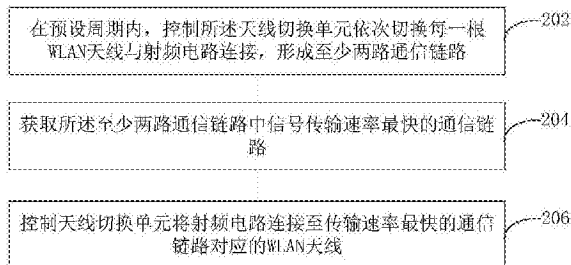 在预设周期内，控制所述天线切换单元依次切换每一根
WLAN天线与射频电路连接，形成至少两路通信链路
202
获取所述至少两路通信链路中信号传输速率最快的通信链
路
204
控制天线切换单元将射频电路连接至传输速率最快的通信
链路对应的WLAN天线
206